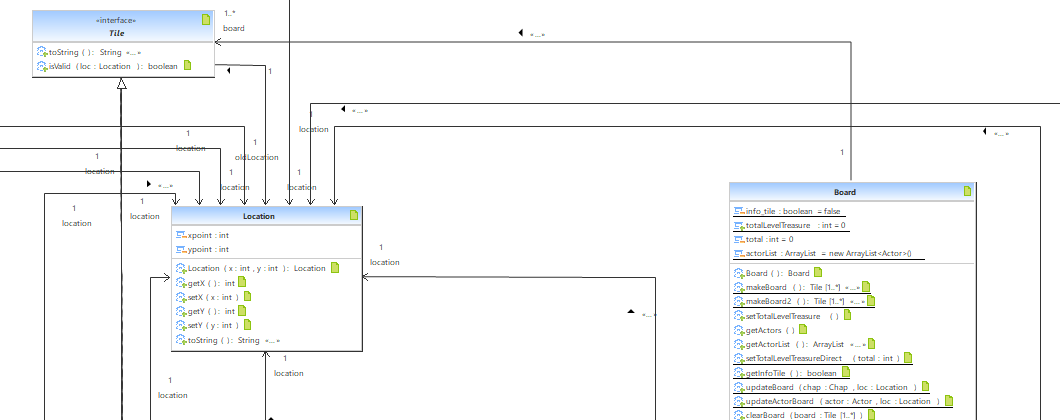 «interface»
Tile
toString ( ) : String «...»
isValid (loc : Location ) : boolean
1..*
board
«...»
1
«...»
1
location
1
location
1
oldLocation
«...»
1
location
«...»
1
location
1
location
1
location
1
location
1
Location
xpoint : int
ypoint : int
Location ( x : int , y : int ) : Location
getX ( ) : int
setX ( x : int )
getY ( ) : int
setY ( y : int )
toString ( ) : String «...»
1
location
«...»
1
location
1
location
Board
info_tile : boolean = false
totalLevelTreasure : int = 0
total : int = 0
actorList : ArrayList = new ArrayList<Actor>()
Board ( ) : Board
makeBoard ( ) : Tile [1..*] «...»
makeBoard2 ( ) : Tile [1..*] «...»
setTotalLevelTreasure ( )
getActors ( )
getActorList ( ) : ArrayList «...»
setTotalLevelTreasureDirect ( total : int )
getInfoTile ( ) : boolean
updateBoard (chap : Chap , loc : Location )
updateActorBoard ( actor : Actor , loc : Location )
clearBoard (board : Tile [1..*] )